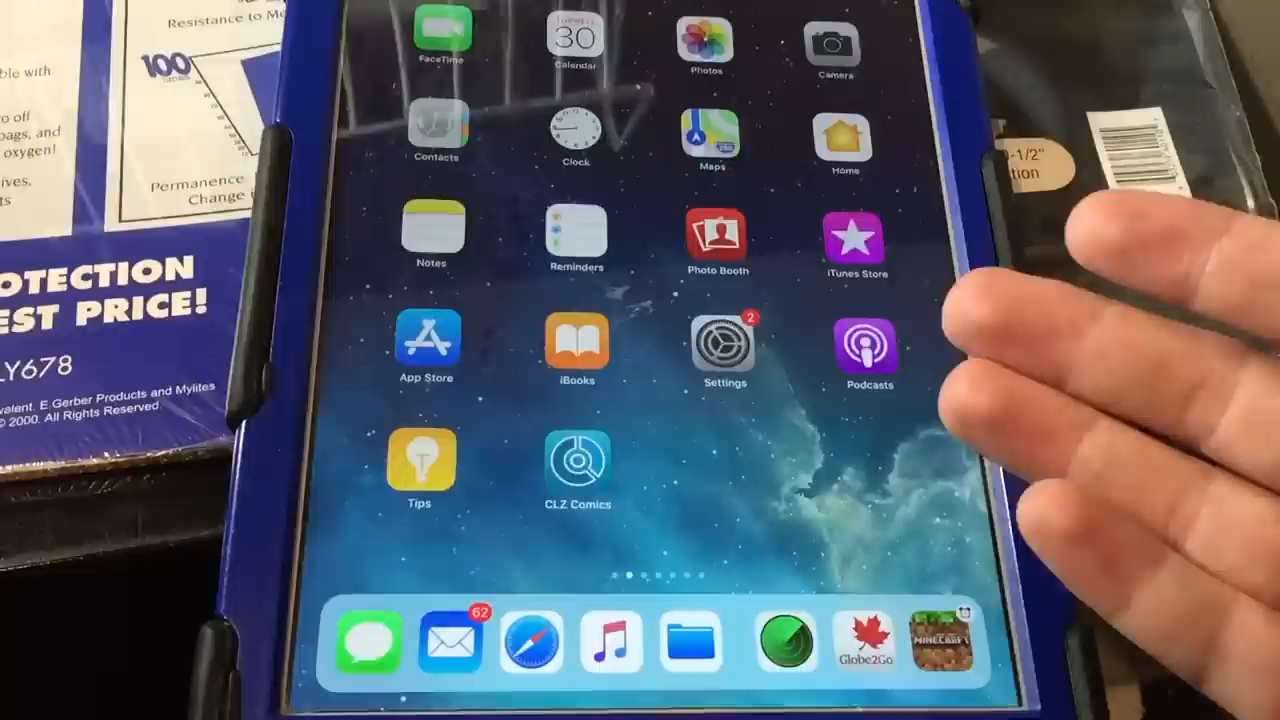 Resistance to
100
ble with
o off
bags, and
oxygen!
ives,
ts
Permanence
Change
OTECTION
EST PRICE!
LY678
valent. E Gerber Products and Mylites
© 2000. All Rights Reserved.
FaceTime
Tuesday
30
Calendar
Photos
Camera
Contacts
Clock
Maps
Home
Notes
Reminders
Photo Booth
iTunes Store
App Store
iBooks
2
Settings
Podcasts
Tips
CLZ Comics
62
Globe2Go
MINECRAFT
-1/2"
tion